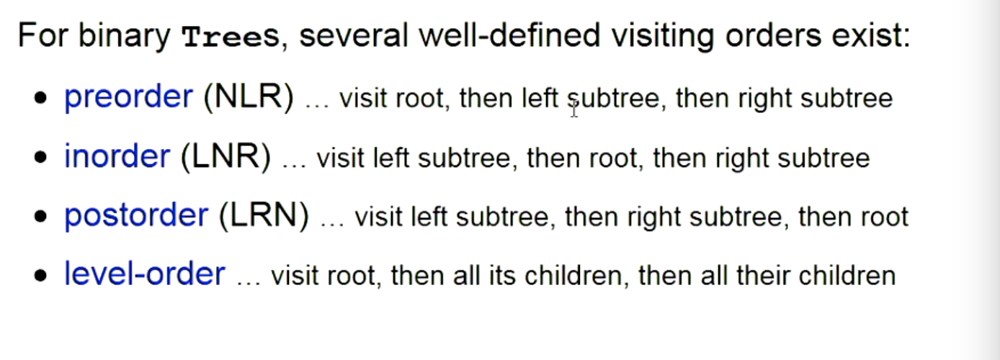 For binary Trees, several well-defined visiting orders exist:
• preorder (NLR) ... visit root, then left subtree, then right subtree
• inorder (LNR) ... visit left subtree, then root, then right subtree
• postorder (LRN) ... visit left subtree, then right subtree, then root
• level-order ... visit root, then all its children, then all their children